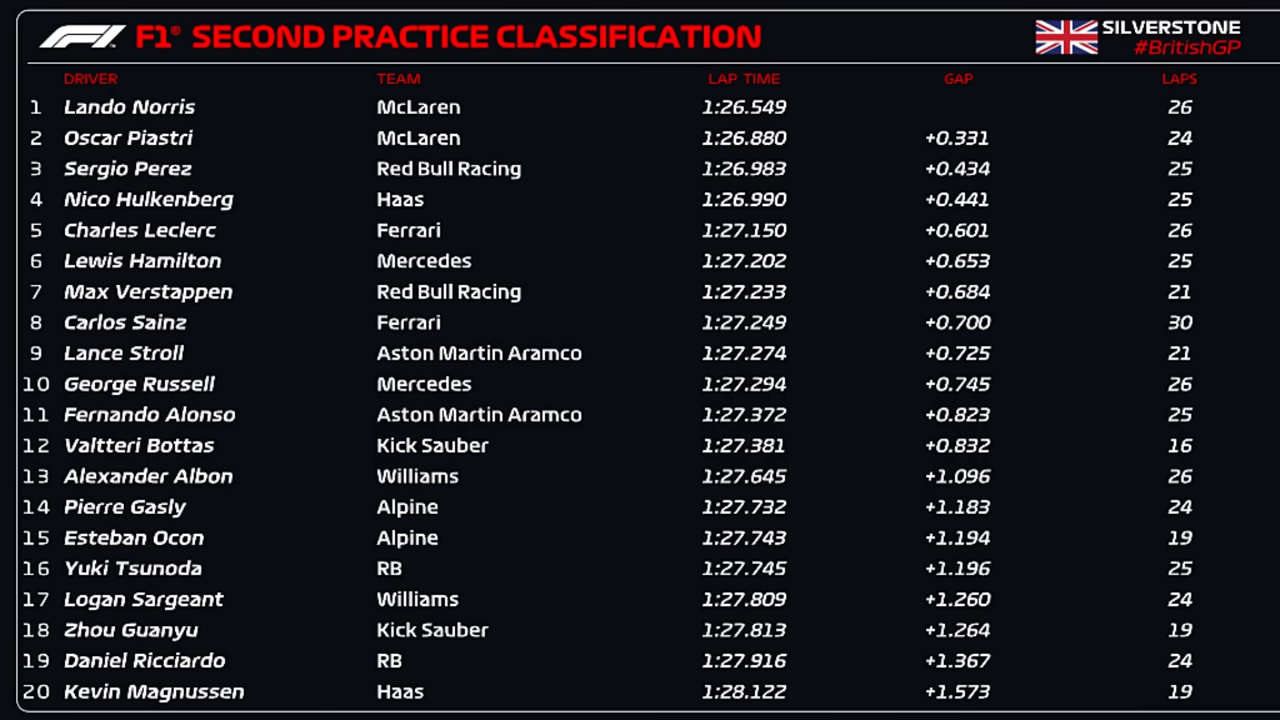 F1® SECOND PRACTICE CLASSIFICATION
SILVERSTONE
#BritishGP
DRIVER TEAM LAP TIME GAP LAPS
1 Lando Norris McLaren 1:26.549 26
2 Oscar Piastri McLaren 1:26.880 +0.331 24
3 Sergio Perez Red Bull Racing 1:26.983 +0.434 25
4 Nico Hulkenberg Haas 1:26.990 +0.441 25
5 Charles Leclerc Ferrari 1:27.150 +0.601 26
6 Lewis Hamilton Mercedes 1:27.202 +0.653 25
7 Max Verstappen Red Bull Racing 1:27.233 +0.684 21
8 Carlos Sainz Ferrari 1:27.249 +0.700 30
9 Lance Stroll Aston Martin Aramco 1:27.274 +0.725 21
10 George Russell Mercedes 1:27.294 +0.745 26
11 Fernando Alonso Aston Martin Aramco 1:27.372 +0.823 25
12 Valtteri Bottas Kick Sauber 1:27.381 +0.832 16
13 Alexander Albon Williams 1:27.645 +1.096 26
14 Pierre Gasly Alpine 1:27.732 +1.183 24
15 Esteban Ocon Alpine 1:27.743 +1.194 19
16 Yuki Tsunoda RB 1:27.745 +1.196 25
17 Logan Sargeant Williams 1:27.809 +1.260 24
18 Zhou Guanyu Kick Sauber 1:27.813 +1.264 19
19 Daniel Ricciardo RB 1:27.916 +1.367 24
20 Kevin Magnussen Haas 1:28.122 +1.573 19